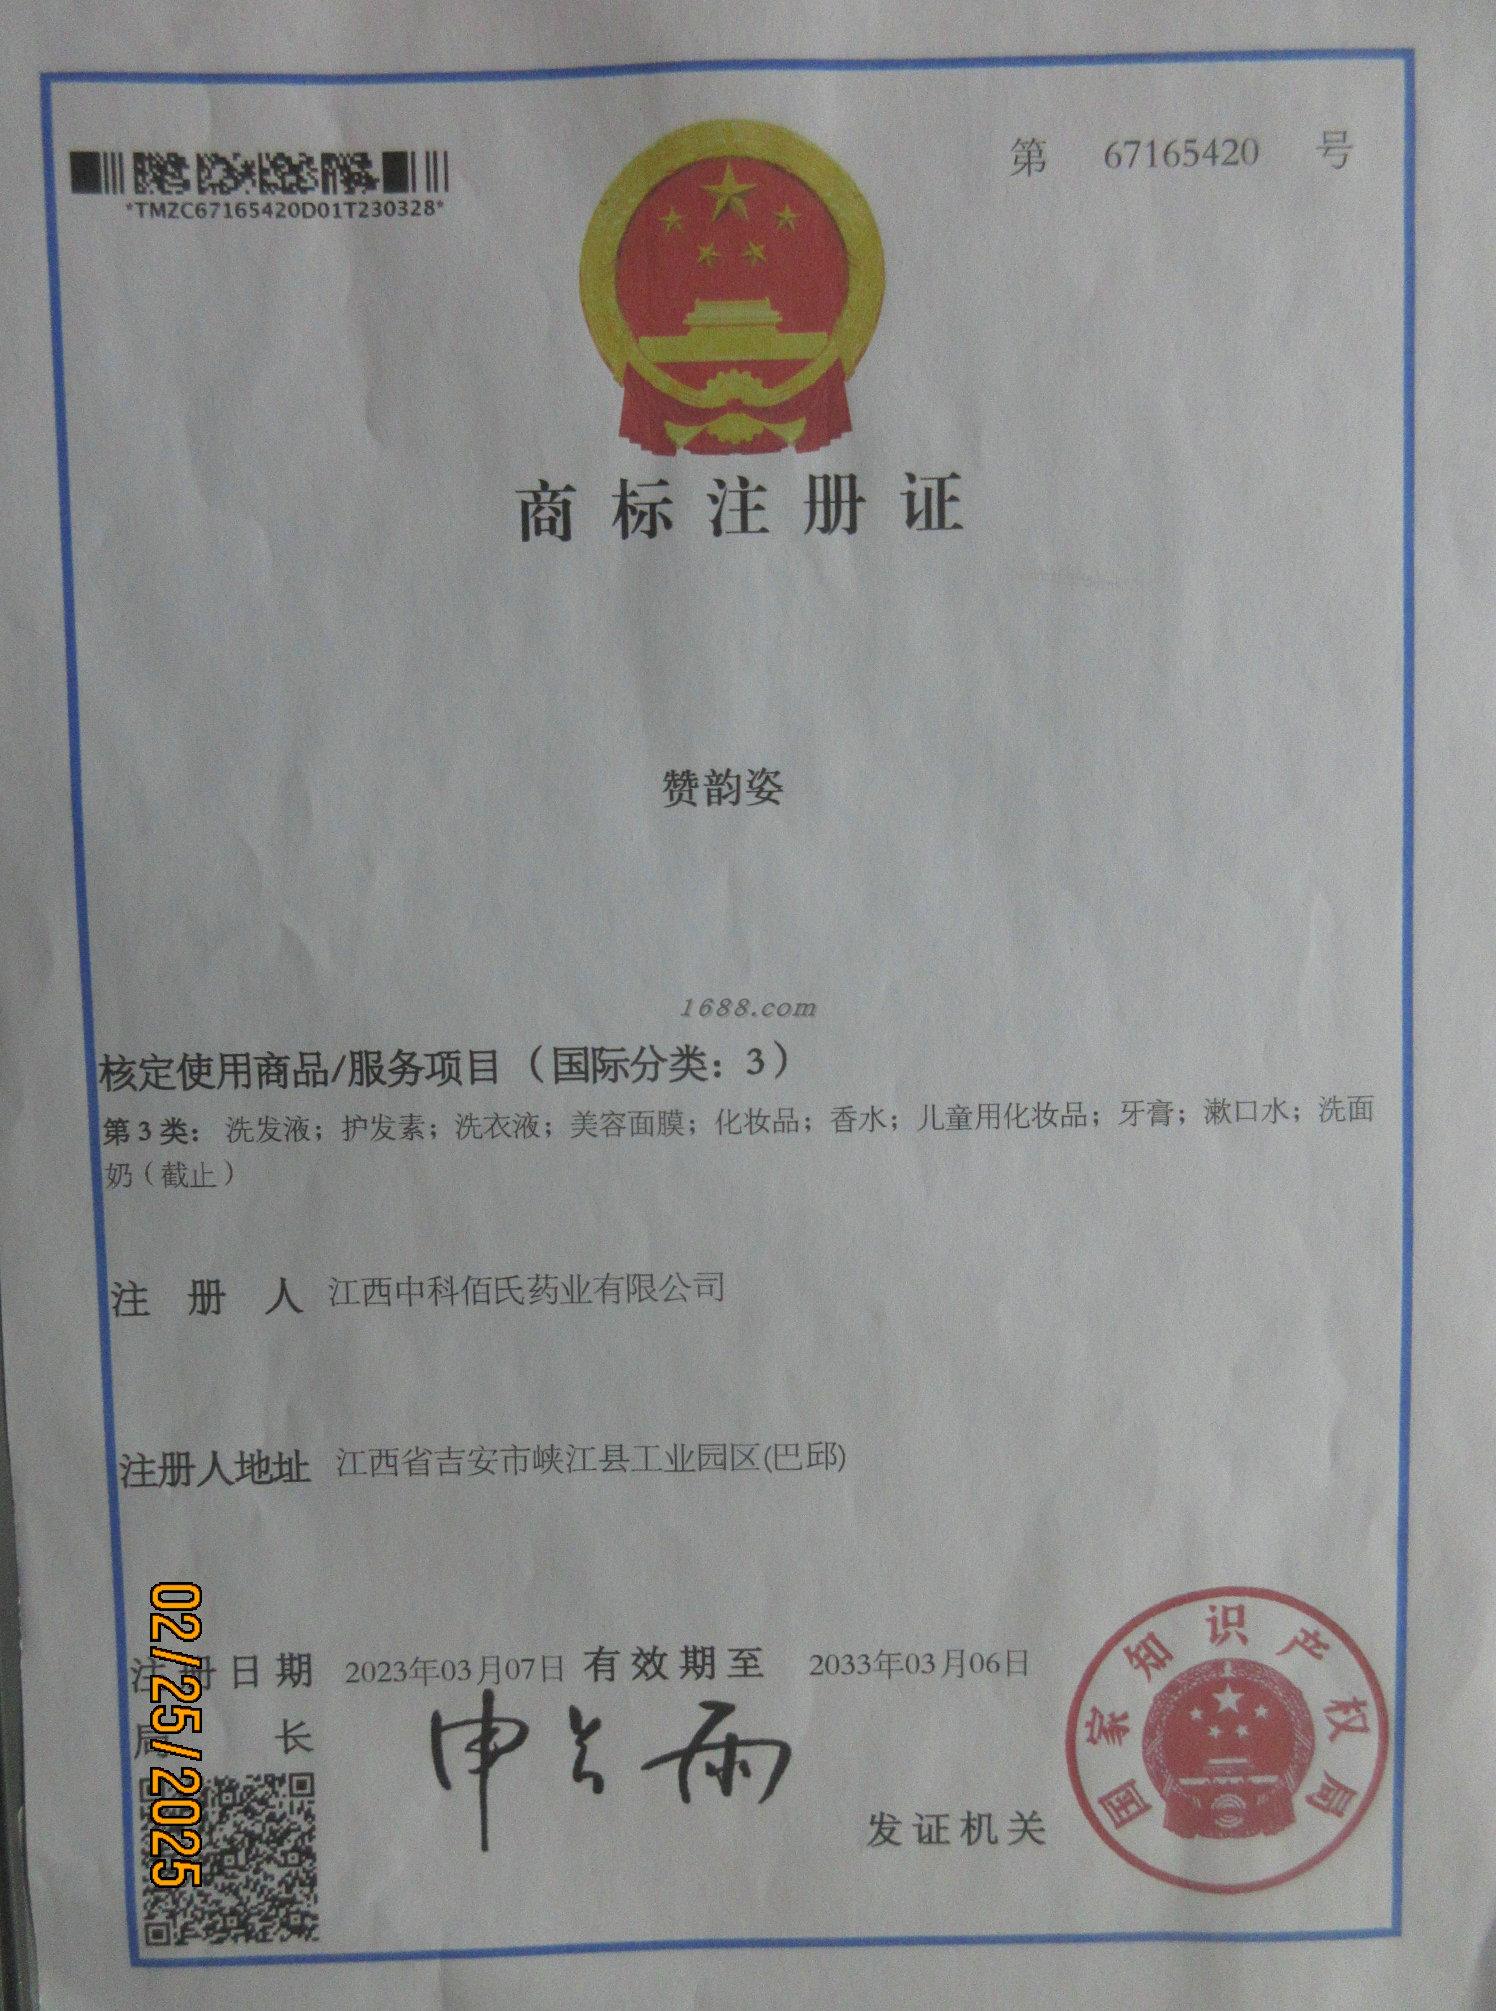 第 67165420 号
*TMZC67165420D01T230328*
商标注册证
赞韵姿
1688.com
核定使用商品/服务项目（国际分类：3）
第3类：洗发液；护发素；洗衣液；美容面膜；化妆品；香水；儿童用化妆品；牙膏；漱口水；洗面
奶（截止）
注册人 江西中科佰氏药业有限公司
注册人地址 江西省吉安市峡江县工业园区(巴邱)
注册日期 2023年03月07日 有效期至 2033年03月06日
局长 申长雨
发证机关
国家知识产权局
02/25/2025